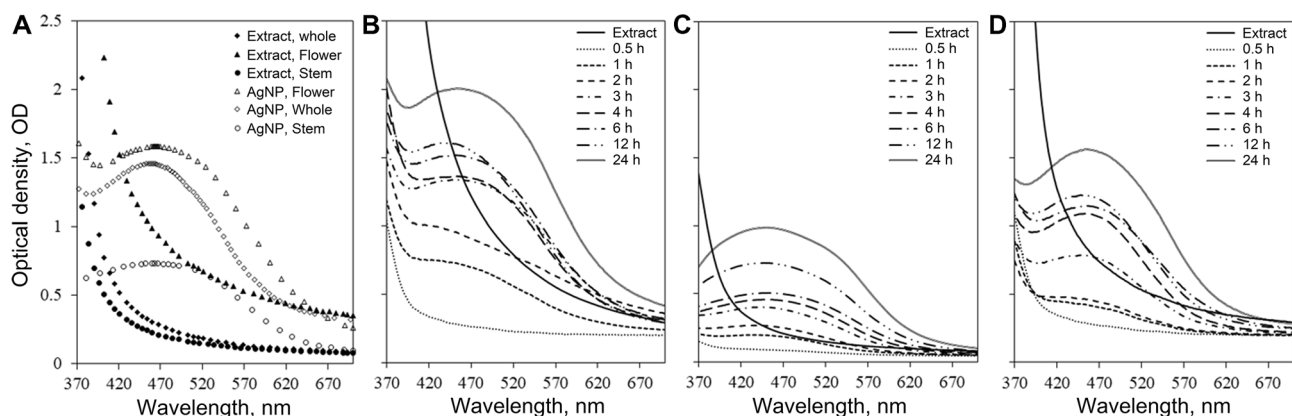 A
Extract, whole
Extract, Flower
Extract, Stem
AgNP, Flower
AgNP, Whole
AgNP, Stem
Optical density, OD
2.5
2
1.5
1
0.5
0
370 420 470 520 570 620 670
Wavelength, nm
B
Extract
0.5 h
1 h
2 h
3 h
4 h
6 h
12 h
24 h
370 420 470 520 570 620 670
Wavelength, nm
C
Extract
0.5 h
1 h
2 h
3 h
4 h
6 h
12 h
24 h
370 420 470 520 570 620 670
Wavelength, nm
D
Extract
0.5 h
1 h
2 h
3 h
4 h
6 h
12 h
24 h
370 420 470 520 570 620 670
Wavelength, nm